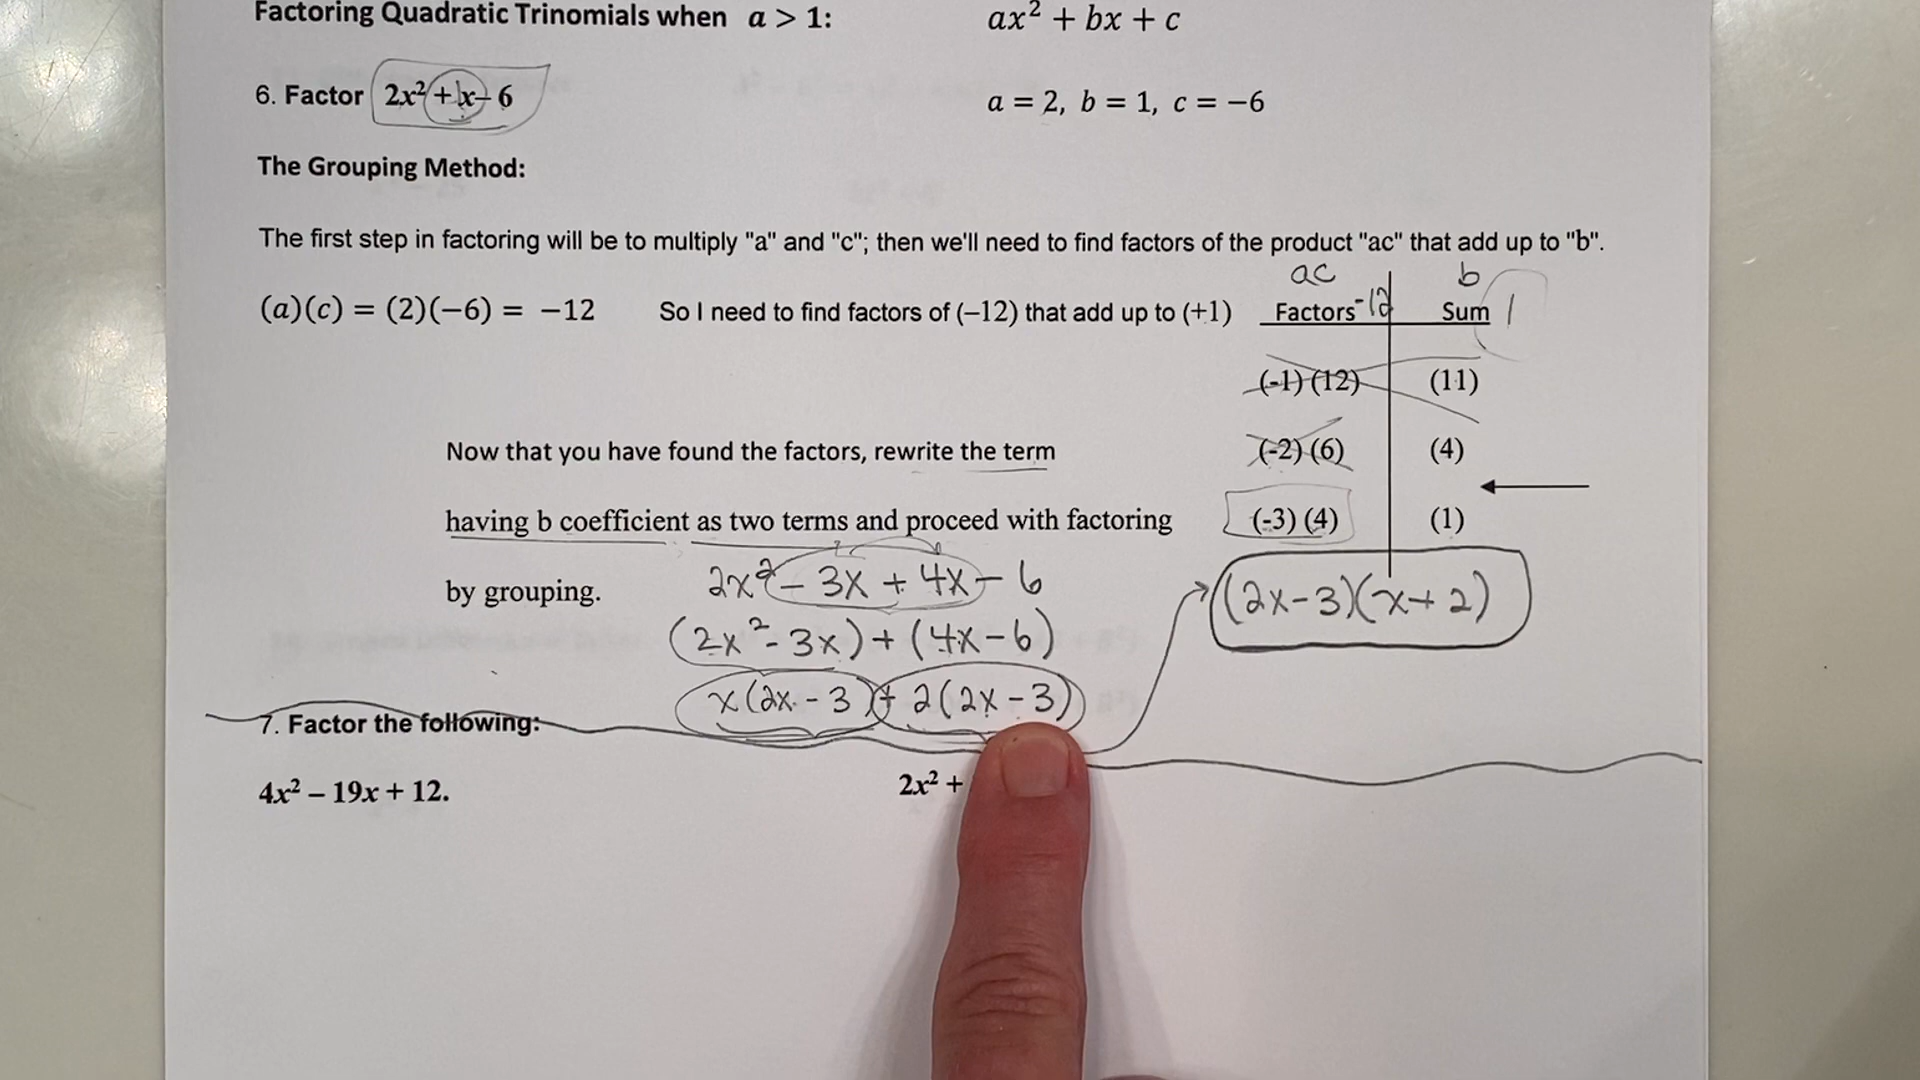 Factoring Quadratic Trinomials when a > 1: ax² + bx + c
6. Factor 2x² + x – 6 a = 2, b = 1, c = −6
The Grouping Method:
The first step in factoring will be to multiply "a" and "c"; then we'll need to find factors of the product "ac" that add up to "b".
ac b
(a)(c) = (2)(−6) = −12 So I need to find factors of (−12) that add up to (+1) Factors -12 Sum 1
(-1) (12) (11)
Now that you have found the factors, rewrite the term (-2) (6) (4)
having b coefficient as two terms and proceed with factoring (-3) (4) (1)
by grouping. 2x² - 3x + 4x - 6 (2x-3)(x+2)
(2x² - 3x) + (4x - 6)
x(2x - 3) + 2(2x - 3)
7. Factor the following:
4x² – 19x + 12. 2x² +